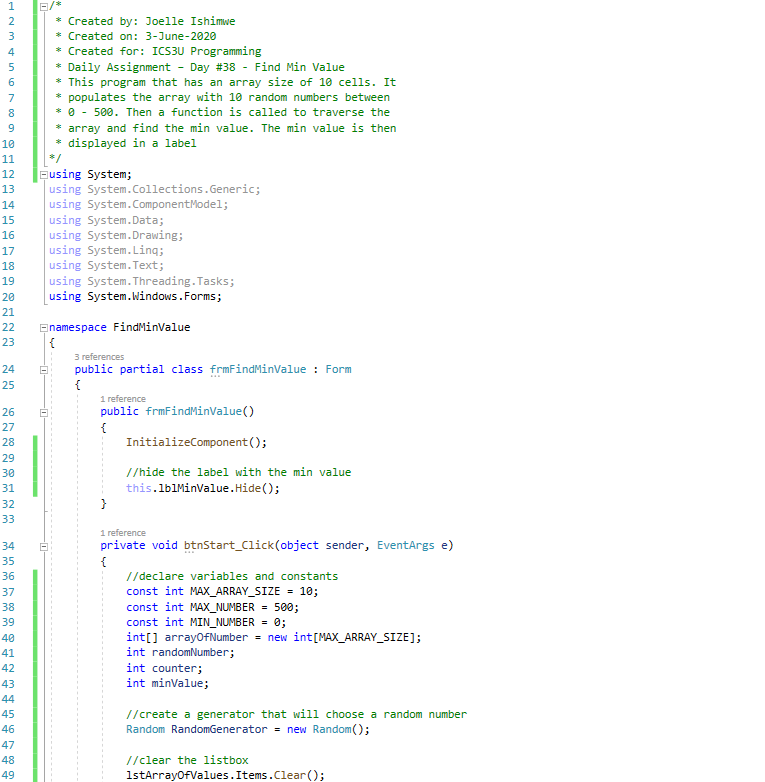 1 /*
2 * Created by: Joelle Ishimwe
3 * Created on: 3-June-2020
4 * Created for: ICS3U Programming
5 * Daily Assignment – Day #38 - Find Min Value
6 * This program that has an array size of 10 cells. It
7 * populates the array with 10 random numbers between
8 * 0 - 500. Then a function is called to traverse the
9 * array and find the min value. The min value is then
10 * displayed in a label
11 */
12 using System;
13 using System.Collections.Generic;
14 using System.ComponentModel;
15 using System.Data;
16 using System.Drawing;
17 using System.Linq;
18 using System.Text;
19 using System.Threading.Tasks;
20 using System.Windows.Forms;
21
22 namespace FindMinValue
23 {
3 references
24 public partial class frmFindMinValue : Form
25 {
1 reference
26 public frmFindMinValue()
27 {
28 InitializeComponent();
29
30 //hide the label with the min value
31 this.lblMinValue.Hide();
32 }
33
1 reference
34 private void btnStart_Click(object sender, EventArgs e)
35 {
36 //declare variables and constants
37 const int MAX_ARRAY_SIZE = 10;
38 const int MAX_NUMBER = 500;
39 const int MIN_NUMBER = 0;
40 int[] arrayOfNumber = new int[MAX_ARRAY_SIZE];
41 int randomNumber;
42 int counter;
43 int minValue;
44
45 //create a generator that will choose a random number
46 Random RandomGenerator = new Random();
47
48 //clear the listbox
49 lstArrayOfValues.Items.Clear();